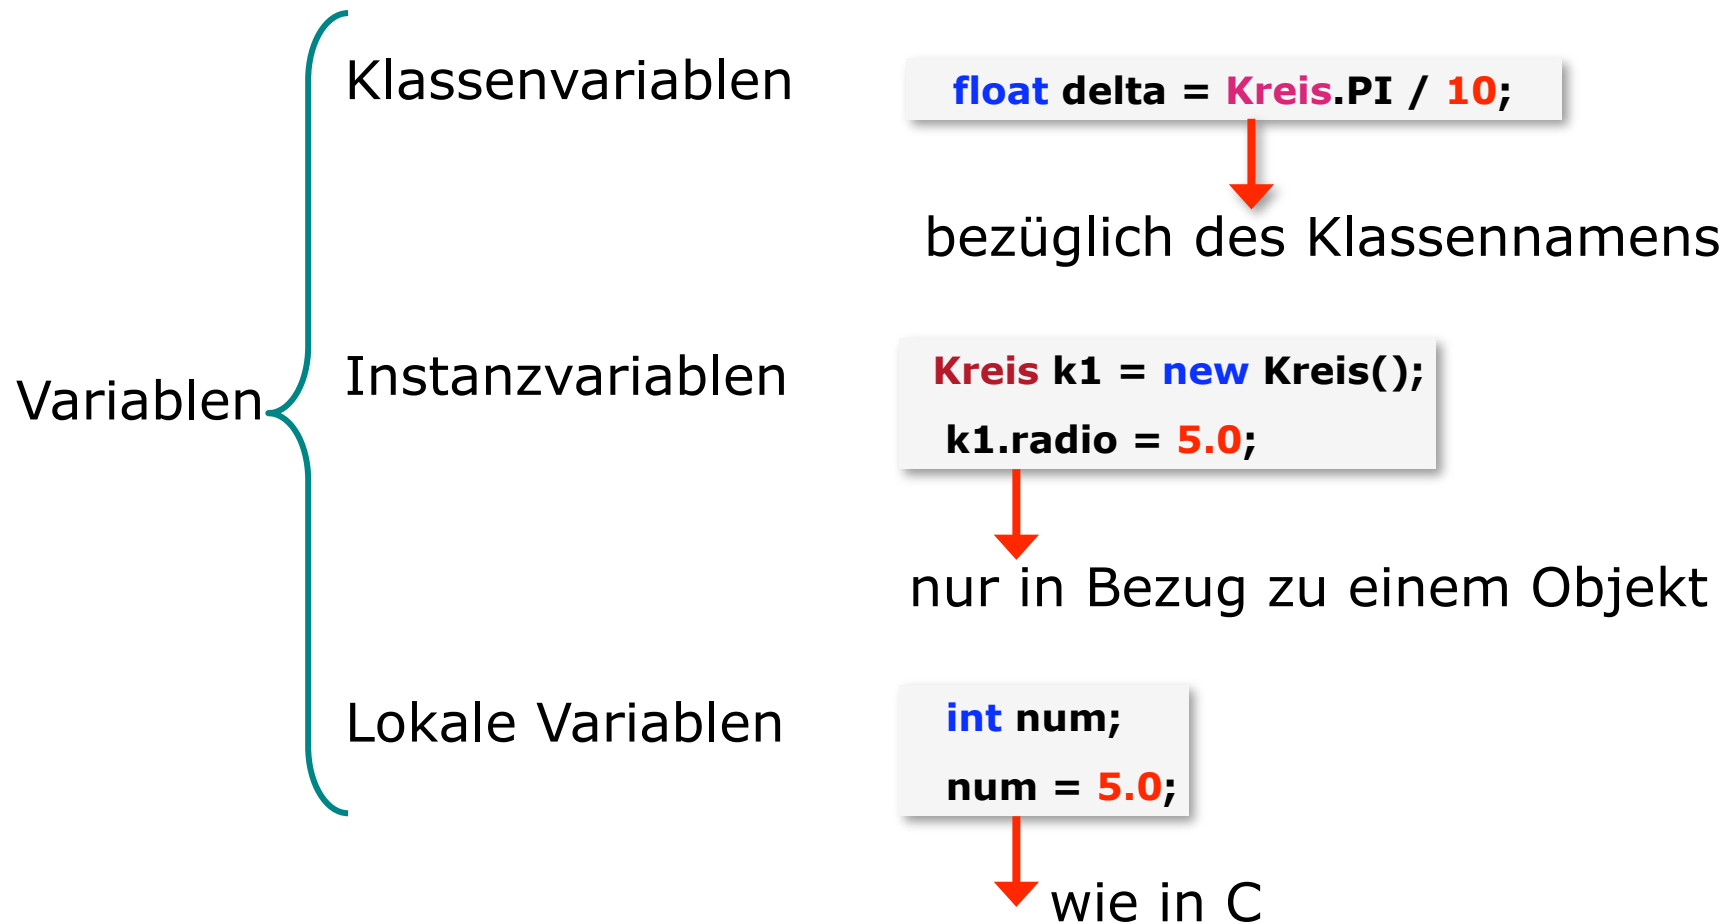 Klassenvariablen
float delta = Kreis.PI / 10;
bezüglich des Klassennamens
Variablen
Instanzvariablen
Kreis k1 = new Kreis();
k1.radio = 5.0;
nur in Bezug zu einem Objekt
Lokale Variablen
int num;
num = 5.0;
wie in C